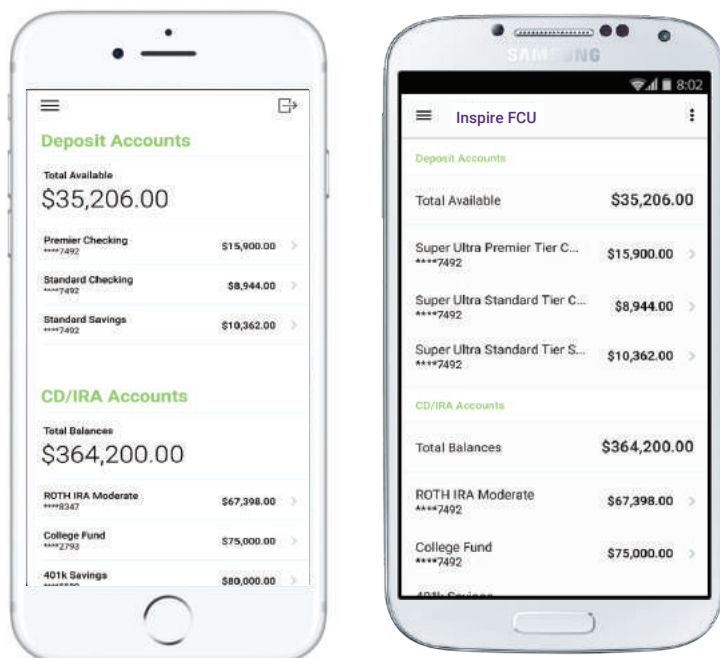 Deposit Accounts
Total Available
$35,206.00
Premier Checking
****7492
$15,900.00
Standard Checking
****7492
$8,944.00
Standard Savings
****7492
$10,362.00
CD/IRA Accounts
Total Balances
$364,200.00
ROTH IRA Moderate
****8347
$67,398.00
College Fund
****2793
$75,000.00
401k Savings
$80,000.00
SAMSUNG
8:02
Inspire FCU
Deposit Accounts
Total Available
$35,206.00
Super Ultra Premier Tier C...
****7492
$15,900.00
Super Ultra Standard Tier C...
****7492
$8,944.00
Super Ultra Standard Tier S...
****7492
$10,362.00
CD/IRA Accounts
Total Balances
$364,200.00
ROTH IRA Moderate
****7492
$67,398.00
College Fund
****7492
$75,000.00